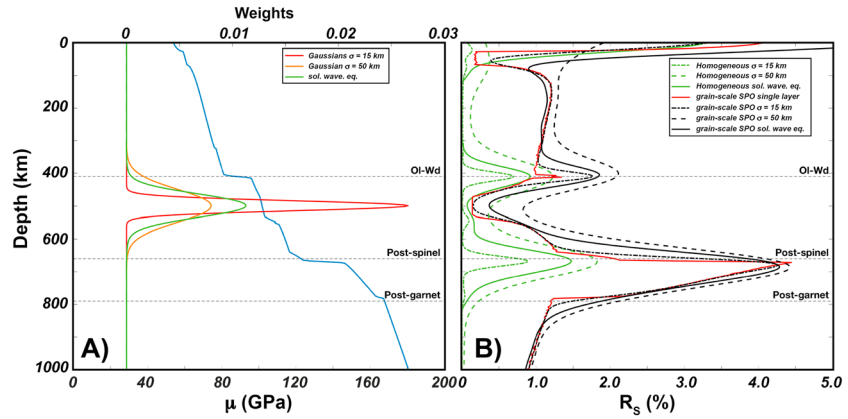 Weights
0 0.01 0.02 0.03
0
200
400
600
800
1000
Depth (km)
Gaussians σ = 15 km
Gaussian σ = 50 km
sol. wave. eq.
Ol-Wd
Post-spinel
Post-garnet
A)
0 40 80 120 160 200
μ (GPa)
Homogeneous σ = 15 km
Homogeneous σ = 50 km
Homogeneous sol. wave. eq.
grain-scale SPO single layer
grain-scale SPO σ = 15 km
grain-scale SPO σ = 50 km
grain-scale SPO sol. wave eq.
Ol-Wd
Post-spinel
Post-garnet
B)
0 1.0 2.0 3.0 4.0 5.0
RS (%)